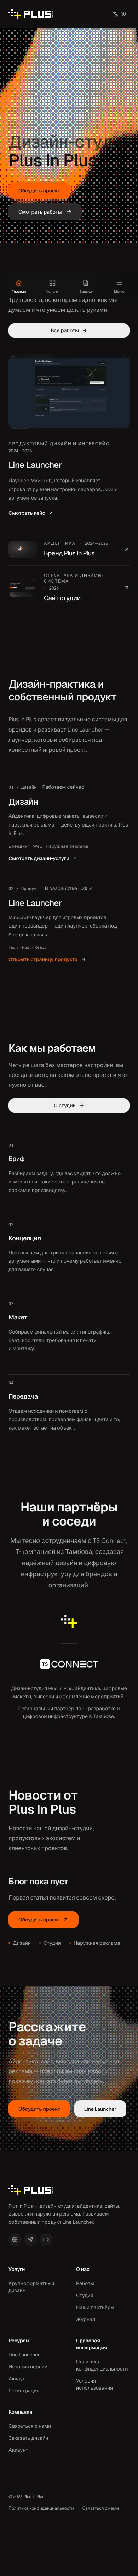 PLUS
RU
Дизайн-студия
Plus In Plus
Обсудить проект
Смотреть работы →
Главная
Услуги
Заявка
Меню
Три проекта, по которым видно, как мы
думаем и что умеем доказать руками.
Все работы →
ПРОДУКТОВЫЙ ДИЗАЙН И ИНТЕРФЕЙС
2024—2026
Line Launcher
Лаунчер Minecraft, который избавляет
игрока от ручной настройки сервера, Java и
аргументов запуска.
Смотреть кейс ↗
АЙДЕНТИКА 2024—2026
Бренд Plus In Plus
СТРУКТУРА И ДИЗАЙН-
СИСТЕМА
2026
Сайт студии
Дизайн-практика и
собственный продукт
Plus In Plus делает визуальные системы для
брендов и развивает Line Launcher —
лаунчер, который собирается под
конкретный игровой проект.
01 / Дизайн Работаем сейчас
Дизайн
Айдентика, цифровые макеты, вывески и
наружная реклама — действующая практика Plus
In Plus.
Брендинг · Web · Наружная реклама
Смотреть дизайн-услуги ↗
02 / Продукт В разработке · 0.15.4
Line Launcher
Minecraft лаунчер для игровых проектов:
один провайдер — один лаунчер, сборка под
бренд заказчика.
Tauri · Rust · React
Открыть страницу продукта ↗
Как мы работаем
Четыре шага без мастерской мистики: вы
всегда знаете, на каком этапе проект и что
нужно от вас.
О студии →
01
Бриф
Разбираем задачу: где вас увидят, что должно
измениться, какие есть ограничения по
срокам и производству.
02
Концепция
Показываем два-три направления решения с
аргументами — и почему работает именно
для вашего случая.
03
Макет
Собираем финальный макет: типографика,
цвет, носители, требования к печати
и монтажу.
04
Передача
Отдаём исходники и помогаем с
производством: проверяем файлы, цвета и то,
как макет встаёт на объект.
Наши партнёры
и соседи
Мы тесно сотрудничаем с TS Connect,
IT-компанией из Тамбова, создавая
надёжный дизайн и цифровую
инфраструктуру для брендов и
организаций.
TS CONNECT
Дизайн-студия Plus In Plus: айдентика, цифровые
макеты, вывески и оформление мероприятий.
Региональный партнёр по IT-разработке и
цифровой инфраструктуре в Тамбове.
Новости от
Plus In Plus
Новости нашей дизайн-студии,
продуктовых экосистем и
клиентских проектов.
Блог пока пуст
Первая статья появится совсем скоро.
Обсудить проект ↗
• Дизайн • Студия • Наружная реклама
Расскажите
о задаче
Обсудить проект
Line Launcher
PLUS
Plus In Plus — дизайн-студия: айдентика, сайты,
вывески и наружная реклама. Развиваем
собственный продукт Line Launcher.
Услуги
Крупноформатный
дизайн
О нас
Работы
Студия
Наши партнёры
Журнал
Ресурсы
Line Launcher
История версий
Аккаунт
Регистрация
Правовая
информация
Политика
конфиденциальности
Условия
использования
Компания
Связаться с нами
Заказать дизайн
Аккаунт
© 2026 Plus In Plus
Политика конфиденциальности Связаться с нами